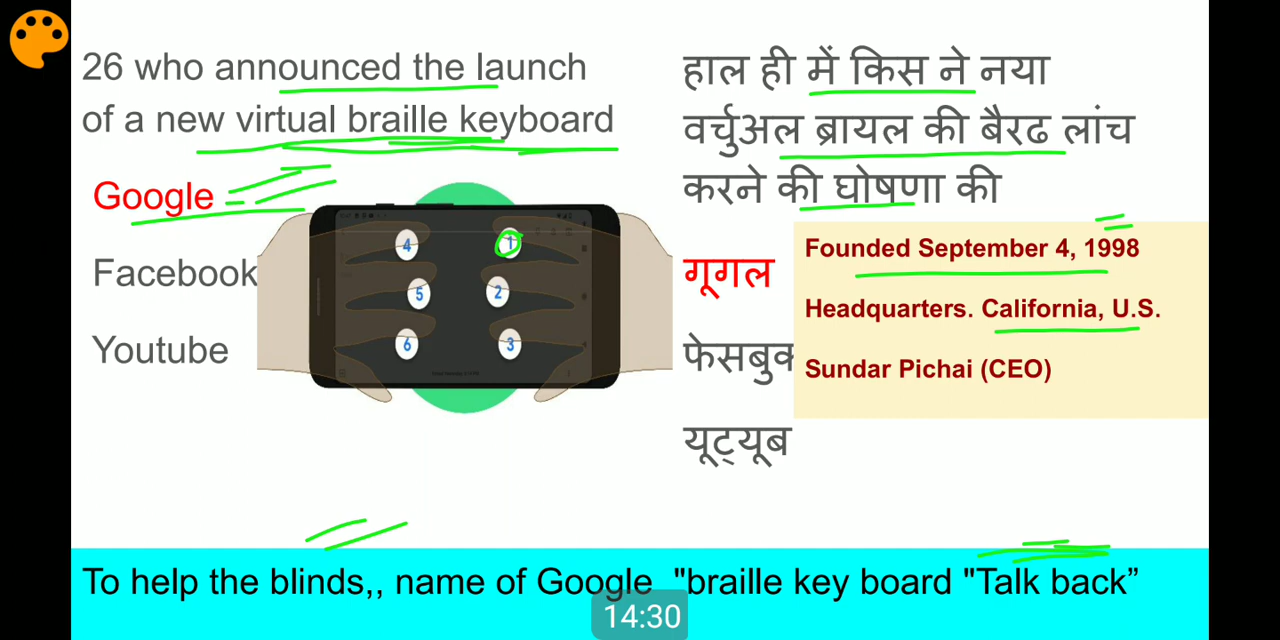 26 who announced the launch
of a new virtual braille keyboard
Google
Facebook
Youtube
4
1
5
2
6
3
हाल ही में किस ने नया
वर्चुअल ब्रायल की बैरढ लांच
करने की घोषणा की
गूगल
फेसबुक
यूट्यूब
Founded September 4, 1998
Headquarters. California, U.S.
Sundar Pichai (CEO)
To help the blinds,, name of Google "braille key board "Talk back”
14:30